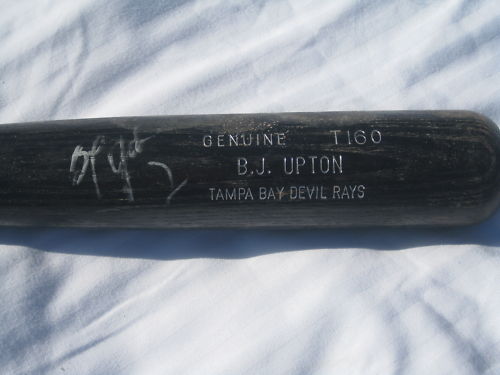 GENUINE T160
B.J. UPTON
TAMPA BAY DEVIL RAYS